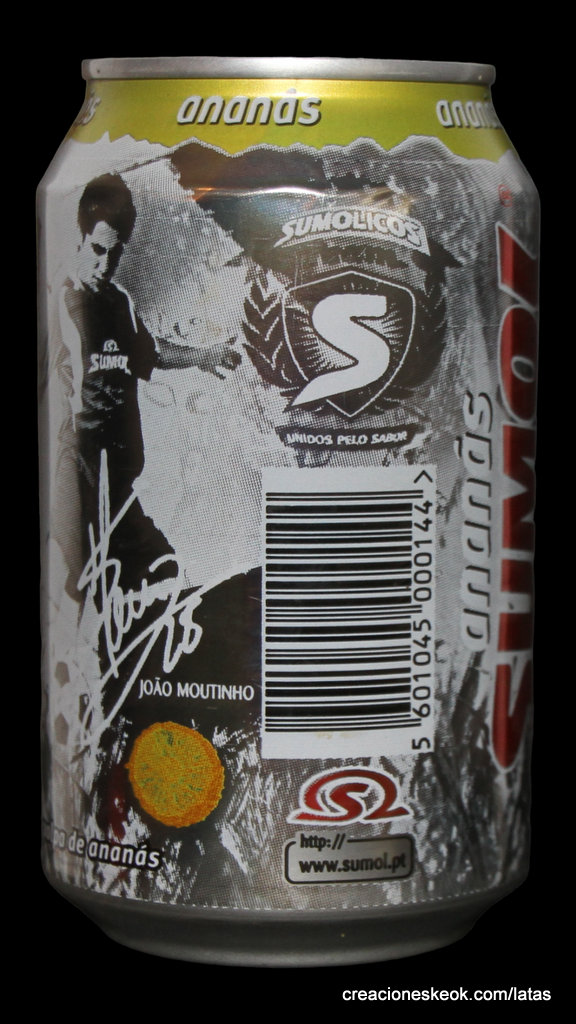 ananás
SUMOLICOS
S
SUMOL
UNIDOS PELO SABOR
SUMOL
ananás
5 601045 000144 >
28
JOÃO MOUTINHO
de ananás
http://
www.sumol.pt
creacioneskeok.com/latas